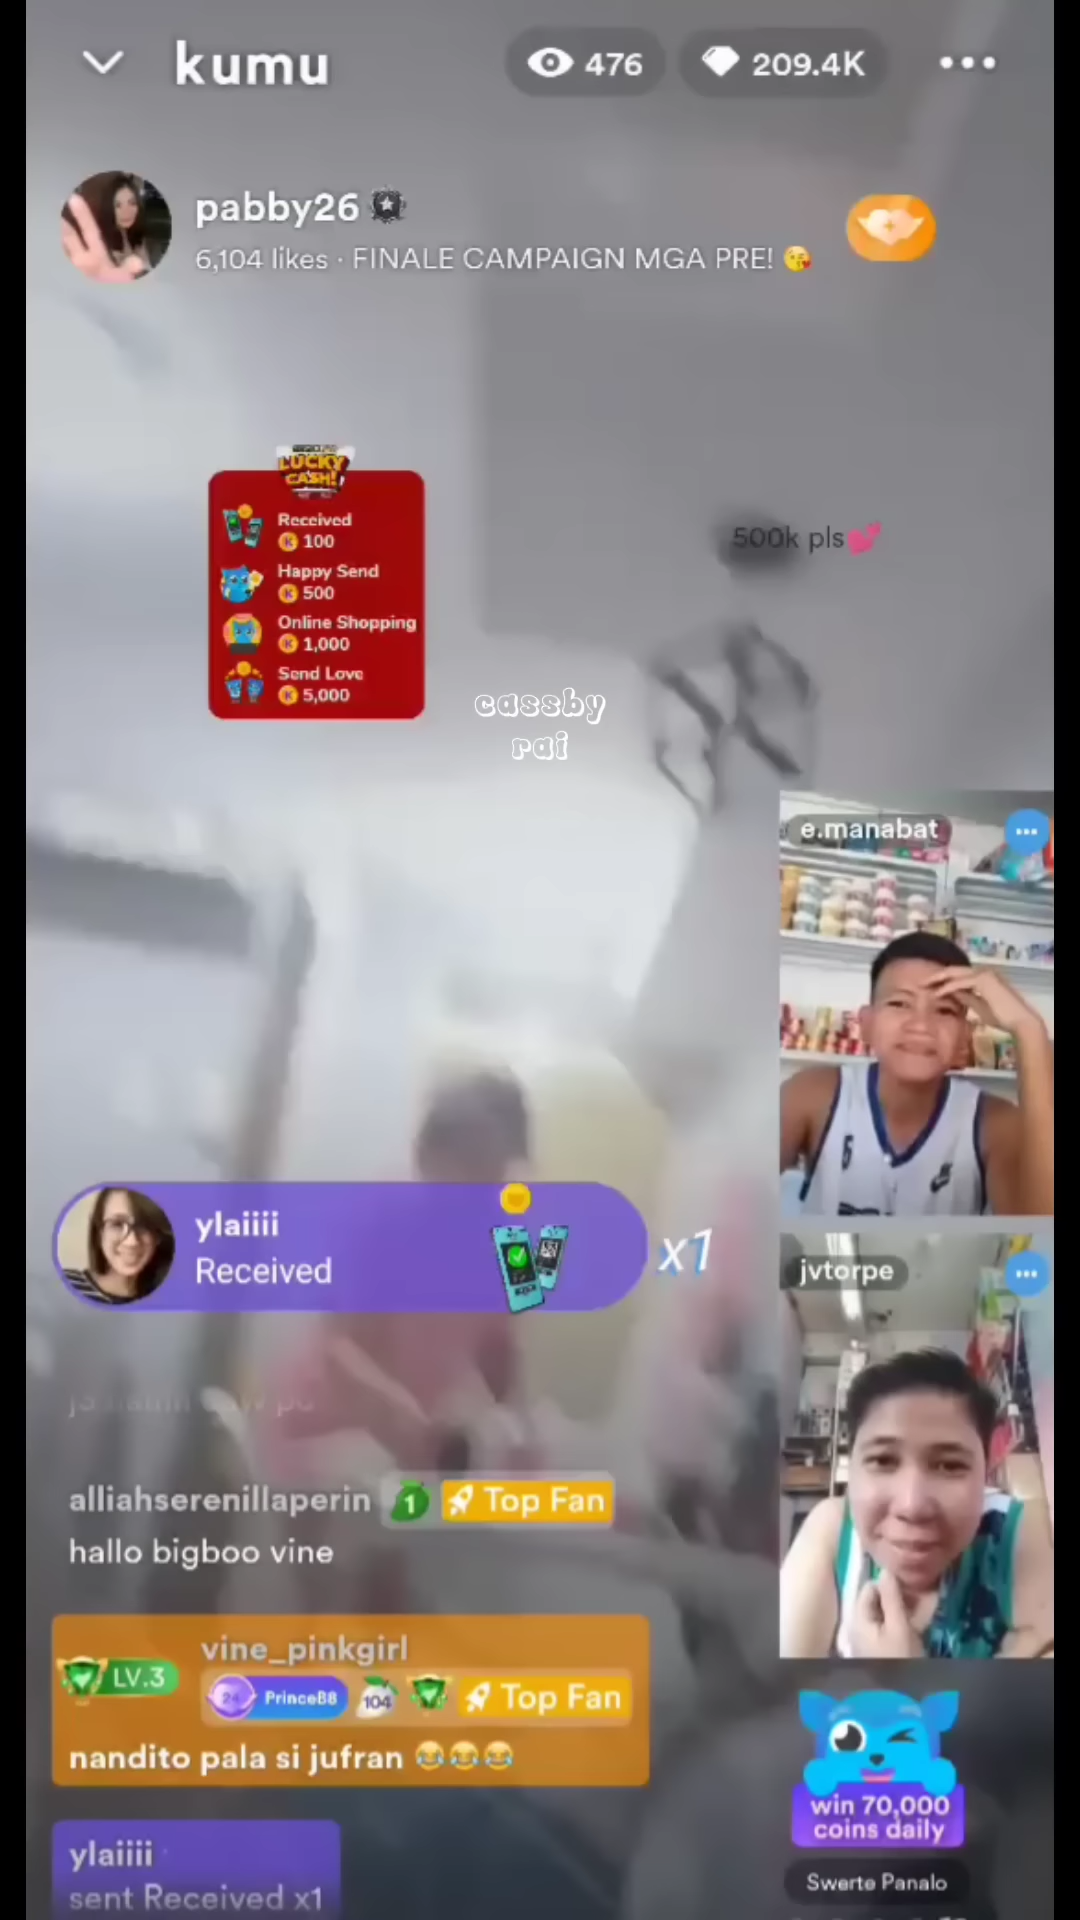 kumu
476
209.4K
pabby26
6,104 likes · FINALE CAMPAIGN MGA PRE! 😘
LUCKY
CASH!
Received
100
Happy Send
500
Online Shopping
1,000
Send Love
5,000
500k pls💕
cassby
rai
e.manabat
ylaiiii
Received
x1
jvtorpe
alliahserenillaperin 1 Top Fan
hallo bigboo vine
vine_pinkgirl
LV.3
24 PrinceB8 104 Top Fan
nandito pala si jufran 😂😂😂
win 70,000
coins daily
ylaiiii
sent Received x1
Swerte Panalo